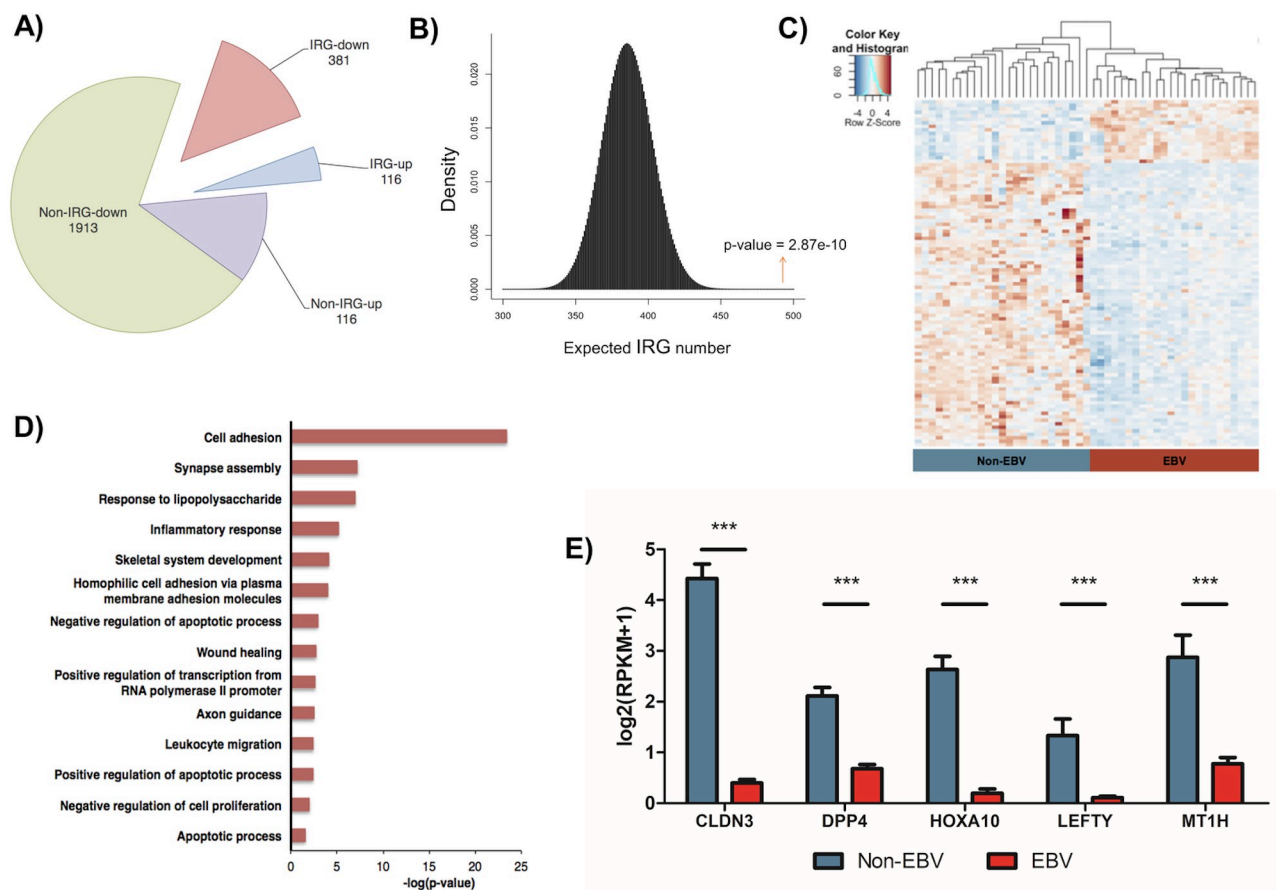 A)
IRG-down
381
IRG-up
116
Non-IRG-down
1913
Non-IRG-up
116
B)
Density
0.000
0.005
0.010
0.015
0.020
300
350
400
450
500
p-value = 2.87e-10
Expected IRG number
C)
Color Key
and Histogran
0 60
-4 0 4
Row Z-Score
Non-EBV
EBV
D)
Cell adhesion
Synapse assembly
Response to lipopolysaccharide
Inflammatory response
Skeletal system development
Homophilic cell adhesion via plasma
membrane adhesion molecules
Negative regulation of apoptotic process
Wound healing
Positive regulation of transcription from
RNA polymerase II promoter
Axon guidance
Leukocyte migration
Positive regulation of apoptotic process
Negative regulation of cell proliferation
Apoptotic process
0 5 10 15 20 25
-log(p-value)
E)
log2(RPKM+1)
5
4
3
2
1
0
***
***
***
***
***
CLDN3
DPP4
HOXA10
LEFTY
MT1H
Non-EBV
EBV